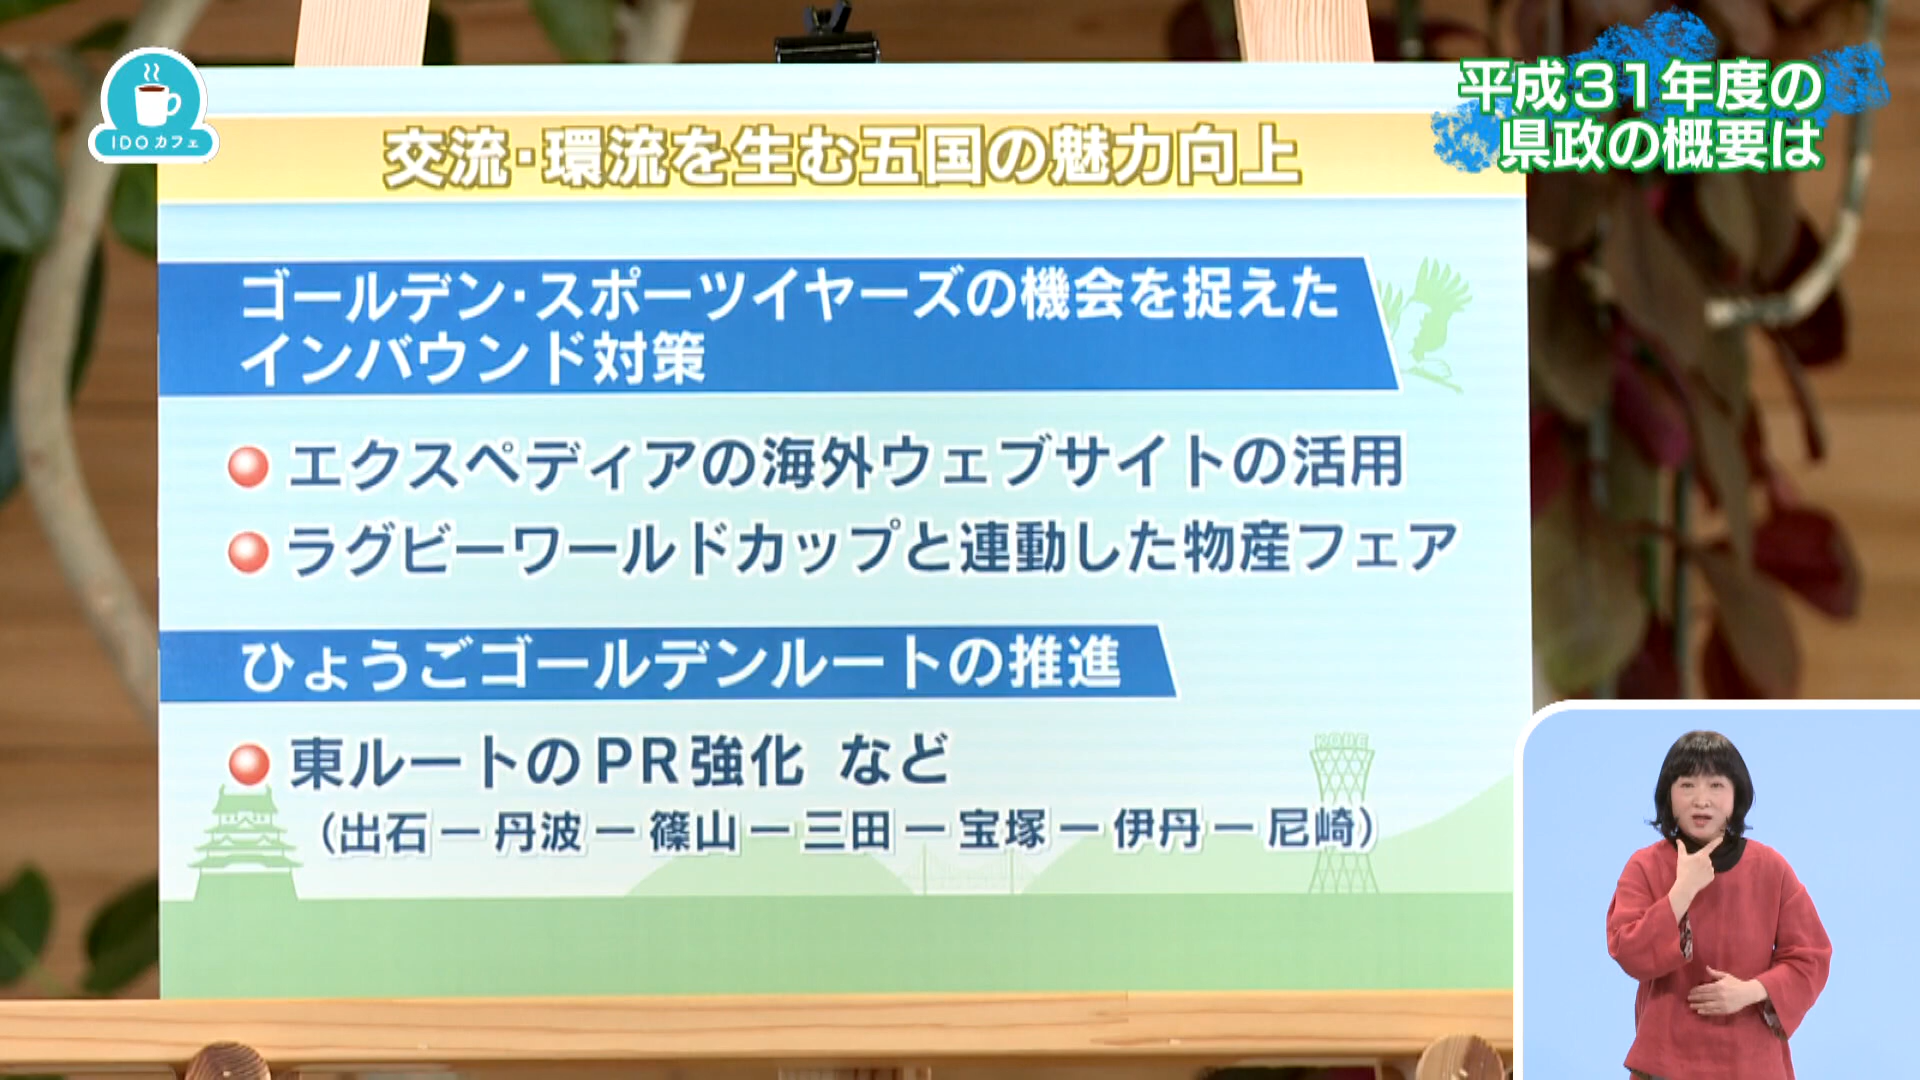 IDOカフェ
平成31年度の
県政の概要は
交流・環流を生む五国の魅力向上
ゴールデン・スポーツイヤーズの機会を捉えた
インバウンド対策
エクスペディアの海外ウェブサイトの活用
ラグビーワールドカップと連動した物産フェア
ひょうごゴールデンルートの推進
東ルートのPR強化 など
(出石ー丹波ー篠山ー三田ー宝塚ー伊丹ー尼崎)
KOBE